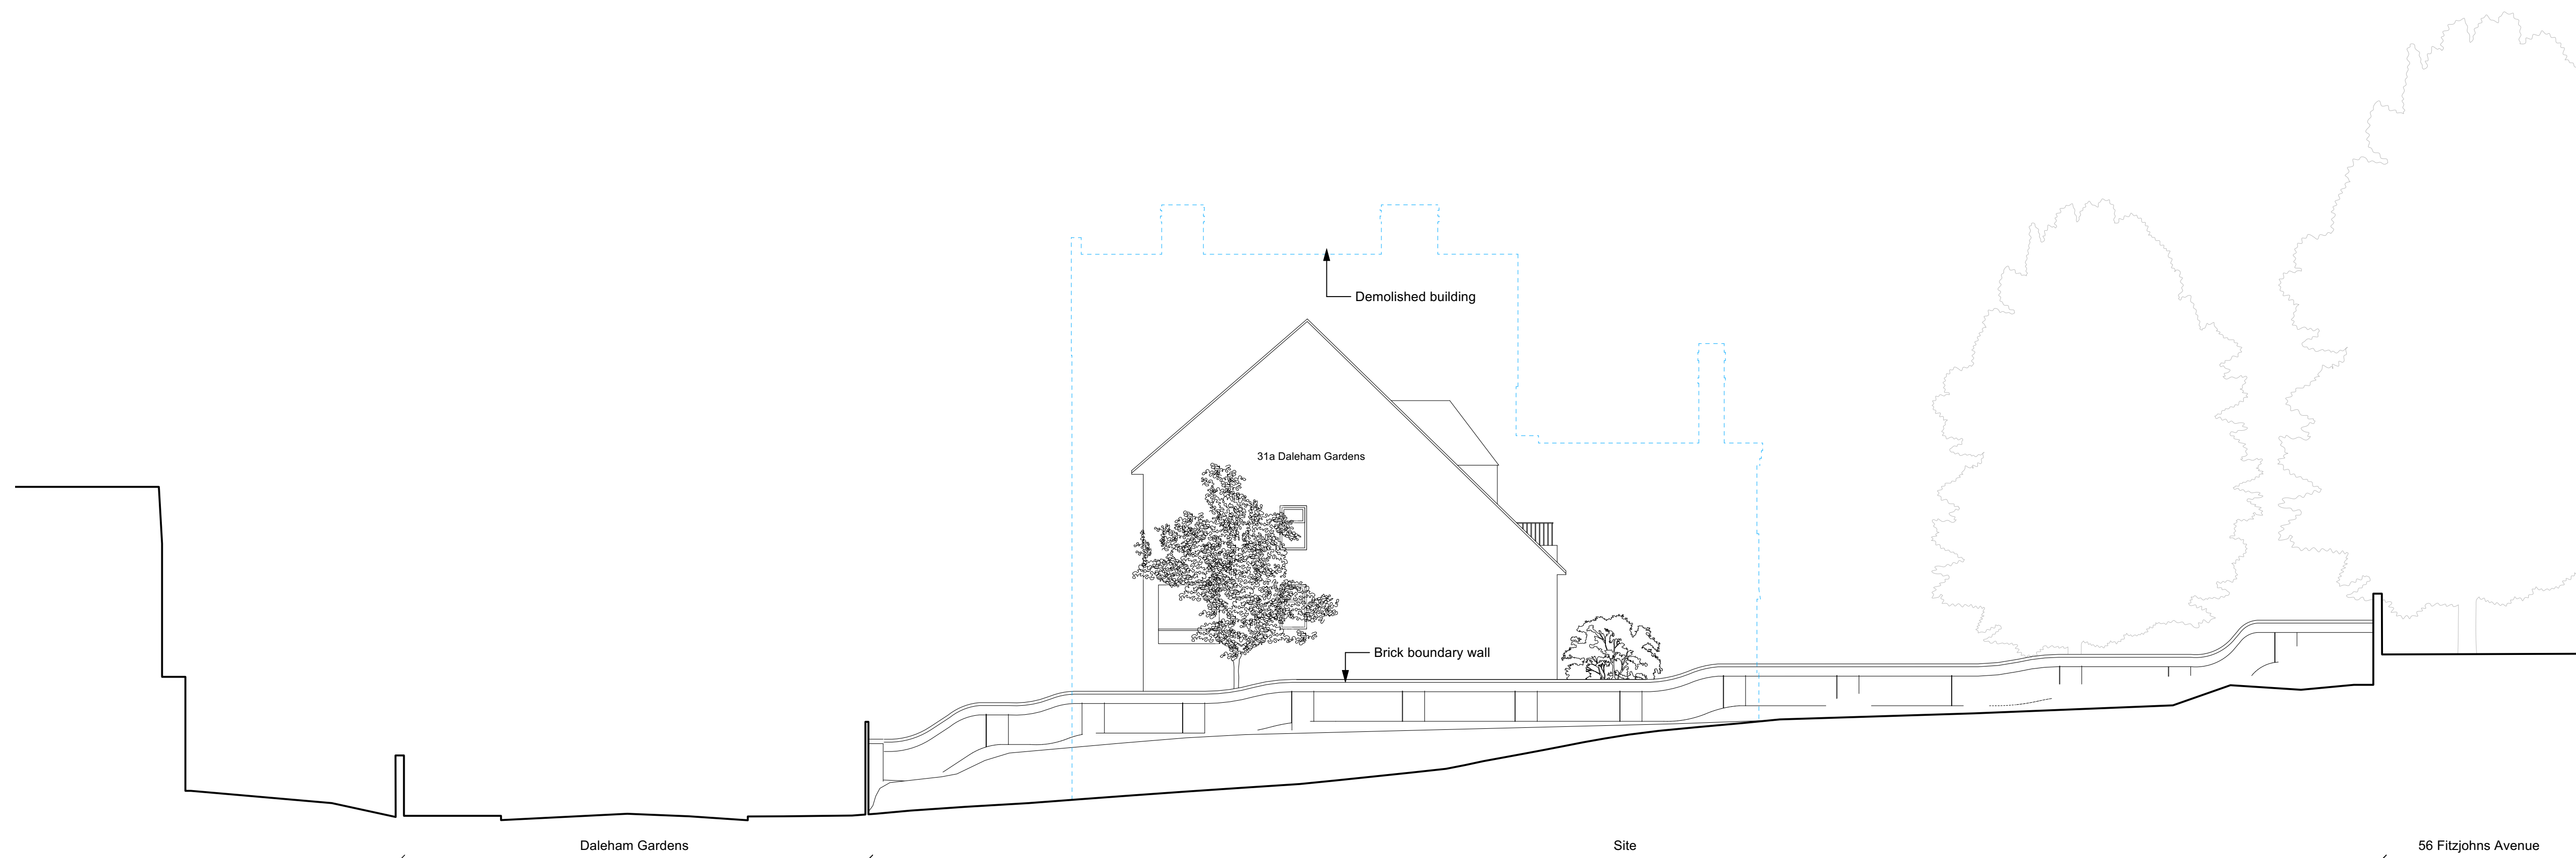 Demolished building
31a Daleham Gardens
Brick boundary wall
Daleham Gardens
Site
56 Fitzjohns Avenue